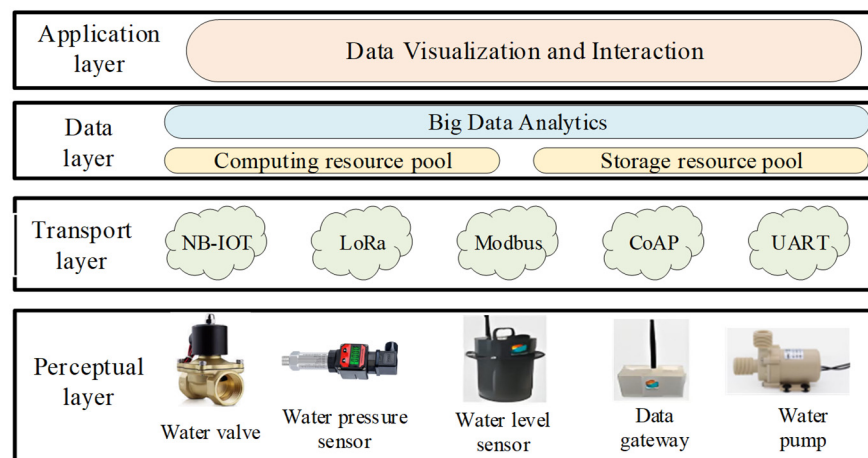 Application
layer
Data Visualization and Interaction
Data
layer
Big Data Analytics
Computing resource pool
Storage resource pool
Transport
layer
NB-IOT
LoRa
Modbus
CoAP
UART
Perceptual
layer
Water valve
Water pressure
sensor
Water level
sensor
Data
gateway
Water
pump